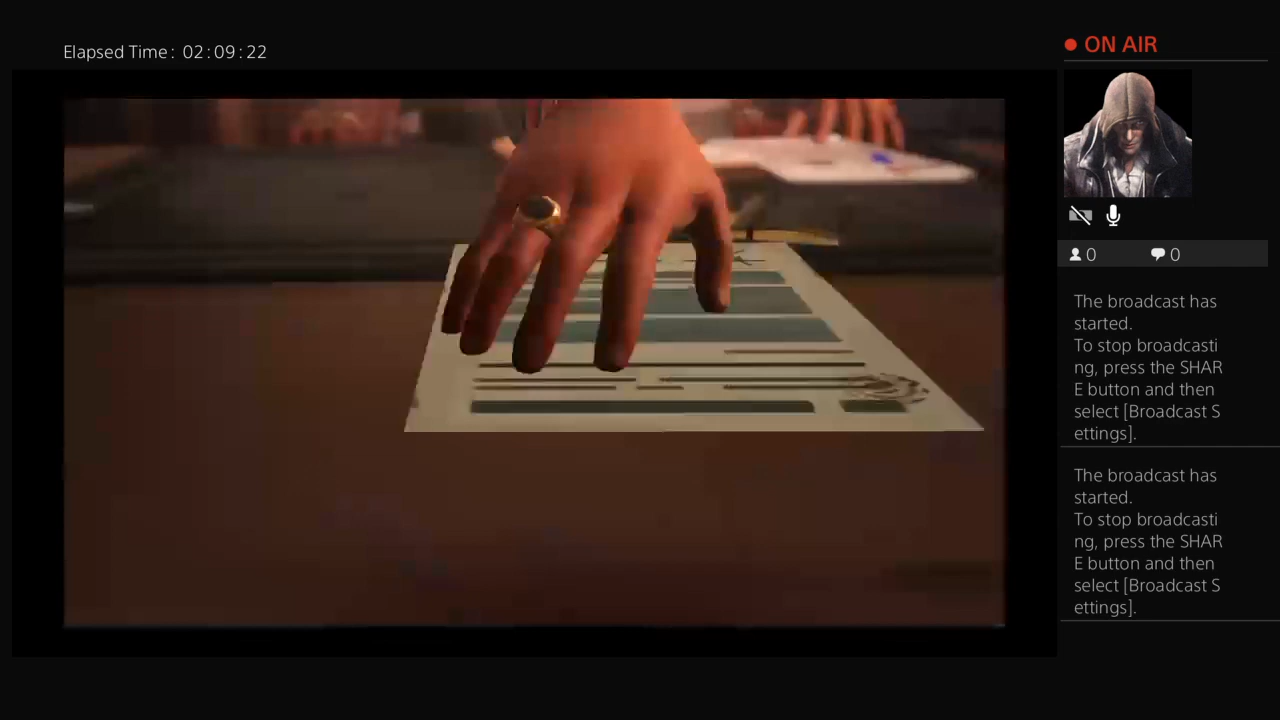 Elapsed Time: 02:09:22
ON AIR
0
0
The broadcast has
started.
To stop broadcasti
ng, press the SHAR
E button and then
select [Broadcast S
ettings].
The broadcast has
started.
To stop broadcasti
ng, press the SHAR
E button and then
select [Broadcast S
ettings].